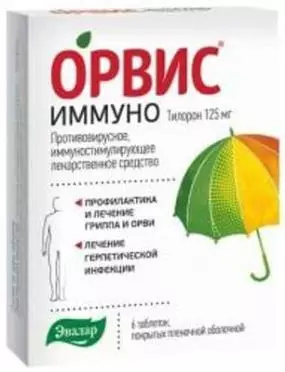 ОРВИС®
ИММУНО Тилорон 125 мг
Противовирусное,
иммуностимулирующее
лекарственное средство
ПРОФИЛАКТИКА
И ЛЕЧЕНИЕ
ГРИППА И ОРВИ
ЛЕЧЕНИЕ
ГЕРПЕТИЧЕСКОЙ
ИНФЕКЦИИ
Эвалар
6 таблеток,
покрытых пленочной оболочкой